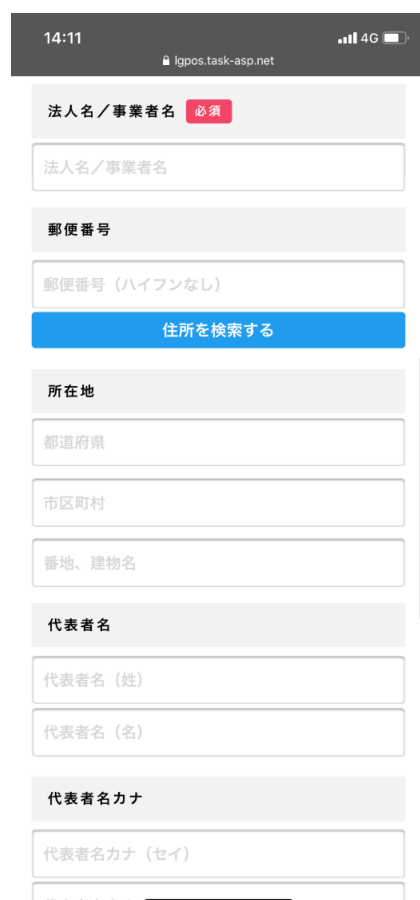 14:11
4G
lgpos.task-asp.net
法人名／事業者名 必須
法人名／事業者名
郵便番号
郵便番号（ハイフンなし）
住所を検索する
所在地
都道府県
市区町村
番地、建物名
代表者名
代表者名（姓）
代表者名（名）
代表者名カナ
代表者名カナ（セイ）